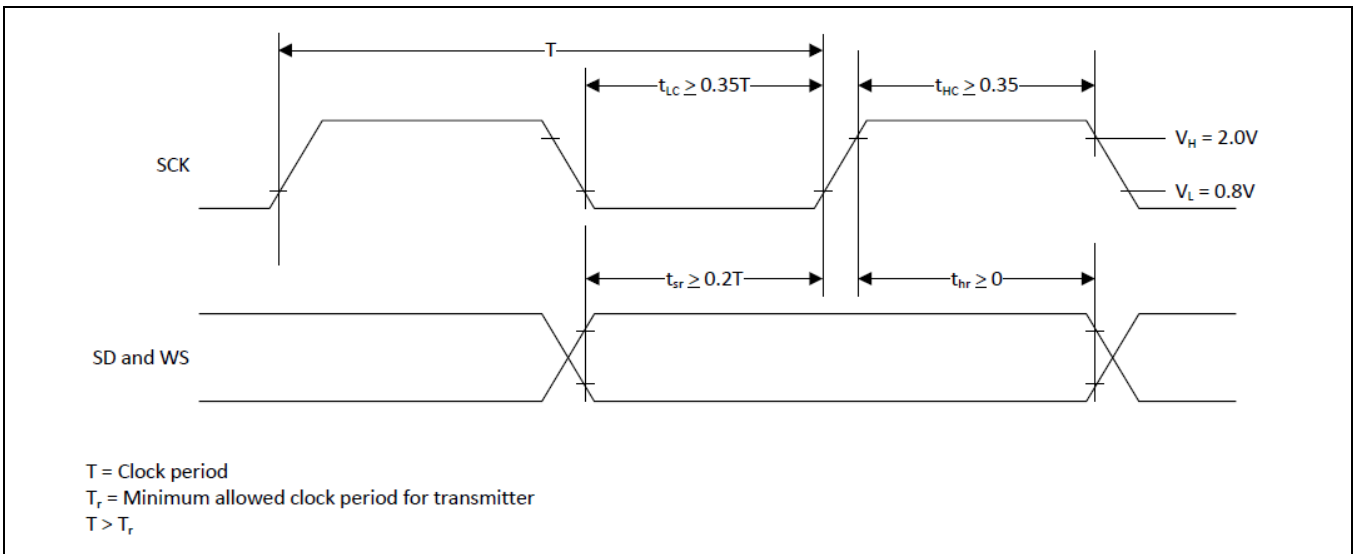 T
t_LC ≥ 0.35T
t_HC ≥ 0.35
SCK
V_H = 2.0V
V_L = 0.8V
t_sr ≥ 0.2T
t_hr ≥ 0
SD and WS
T = Clock period
T_r = Minimum allowed clock period for transmitter
T > T_r